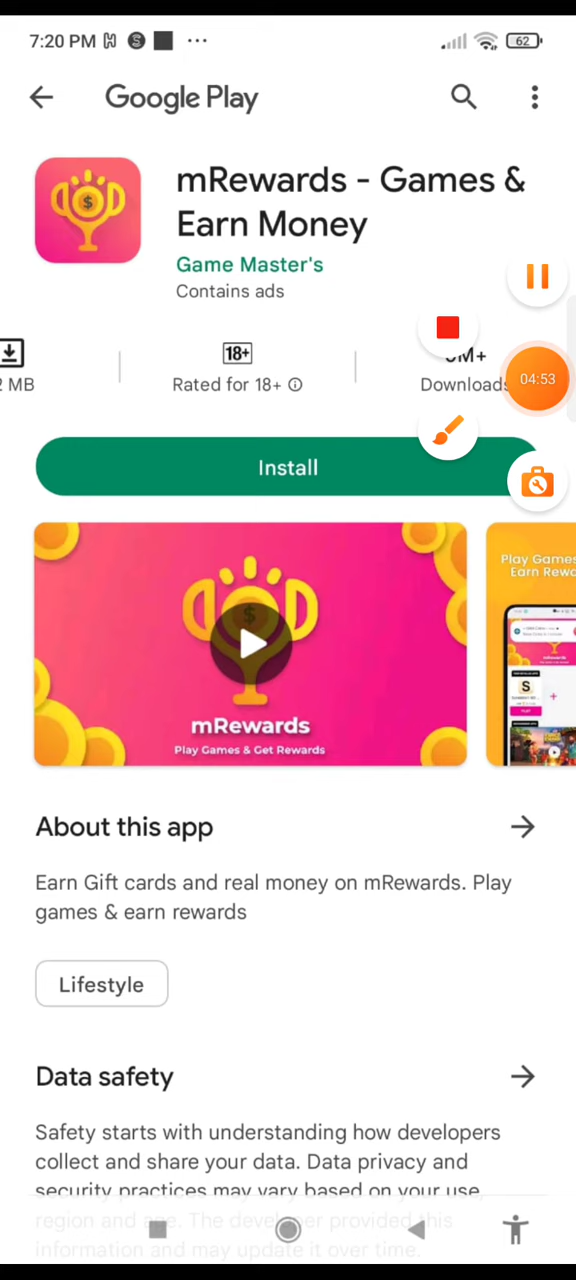 7:20 PM
62
Google Play
mRewards - Games &
Earn Money
Game Master's
Contains ads
18+
MB
Rated for 18+
M+
Downloads
04:53
Install
Play Games
Earn
S
mRewards
Play Games & Get Rewards
About this app
Earn Gift cards and real money on mRewards. Play
games & earn rewards
Lifestyle
Data safety
Safety starts with understanding how developers
collect and share your data. Data privacy and
security practices may vary based on your use,
region and age. The developer provided this
information and may update it over time.